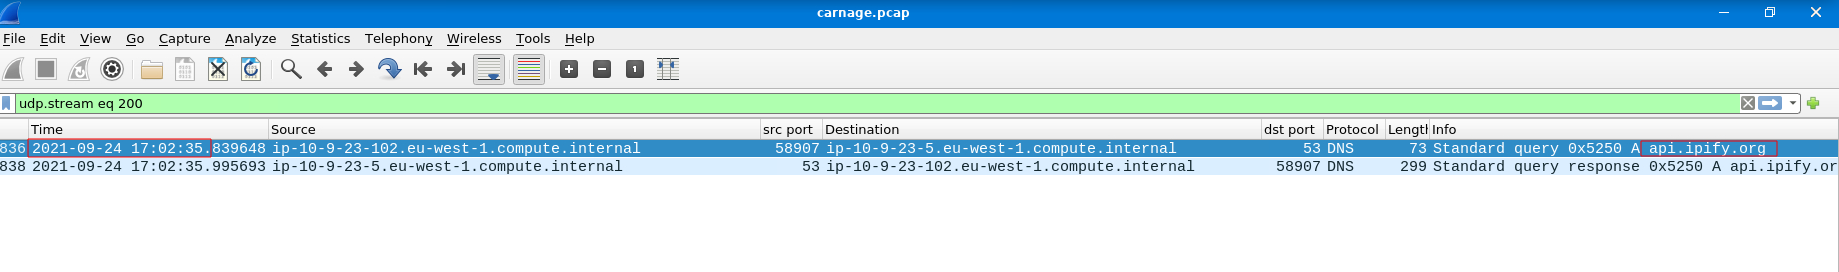 carnage.pcap
File Edit View Go Capture Analyze Statistics Telephony Wireless Tools Help
1
udp.stream eq 200
Time Source src port Destination dst port Protocol Lengtl Info
836 2021-09-24 17:02:35.839648 ip-10-9-23-102.eu-west-1.compute.internal 58907 ip-10-9-23-5.eu-west-1.compute.internal 53 DNS 73 Standard query 0x5250 A api.ipify.org
838 2021-09-24 17:02:35.995693 ip-10-9-23-5.eu-west-1.compute.internal 53 ip-10-9-23-102.eu-west-1.compute.internal 58907 DNS 299 Standard query response 0x5250 A api.ipify.or